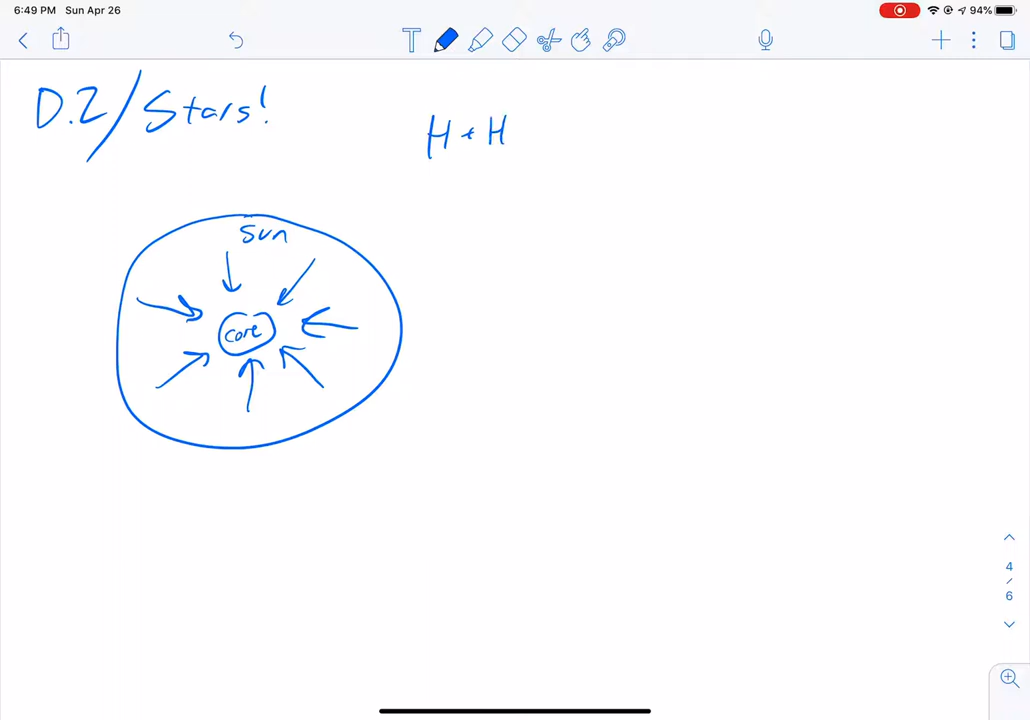 6:49 PM Sun Apr 26
94%
T
D.2/Stars!
H + H
Sun
core
4
/
6